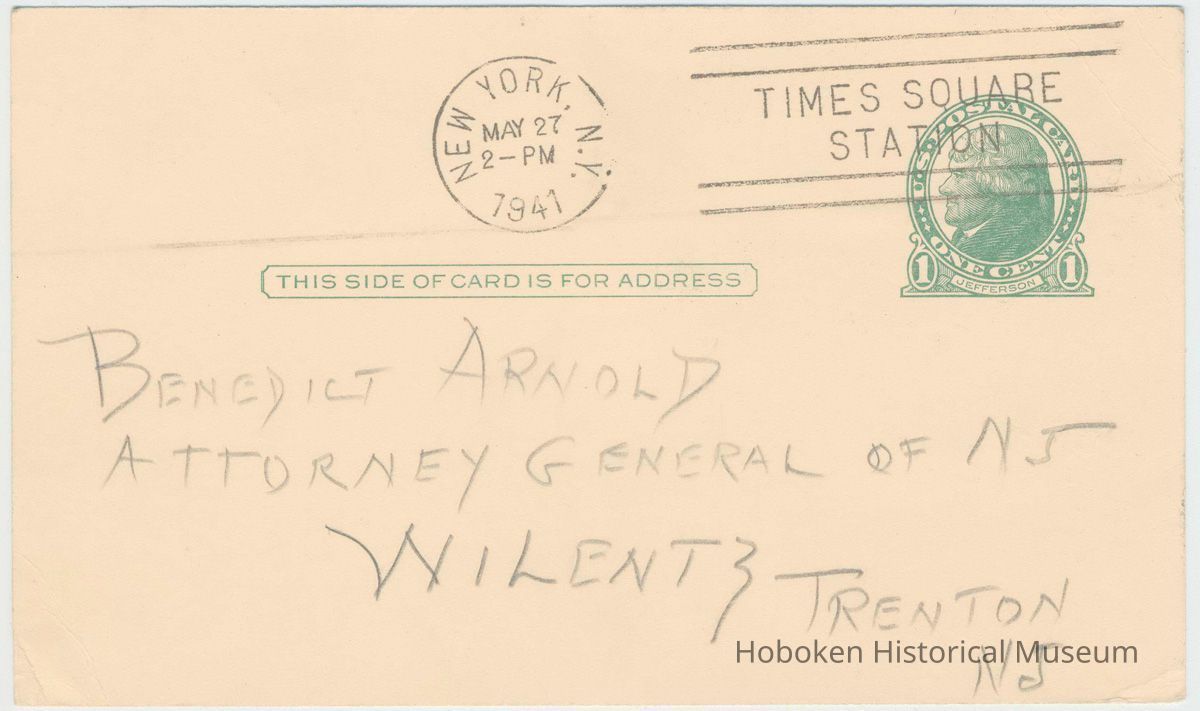 NEW YORK, N.Y.
MAY 27
2-PM
1941
TIMES SQUARE
STATION
U.S. POSTAL CARD
ONE CENT
1 JEFFERSON 1
THIS SIDE OF CARD IS FOR ADDRESS
BENEDICT ARNOLD
ATTORNEY GENERAL OF NJ
WILENTZ
TRENTON
NJ
Hoboken Historical Museum